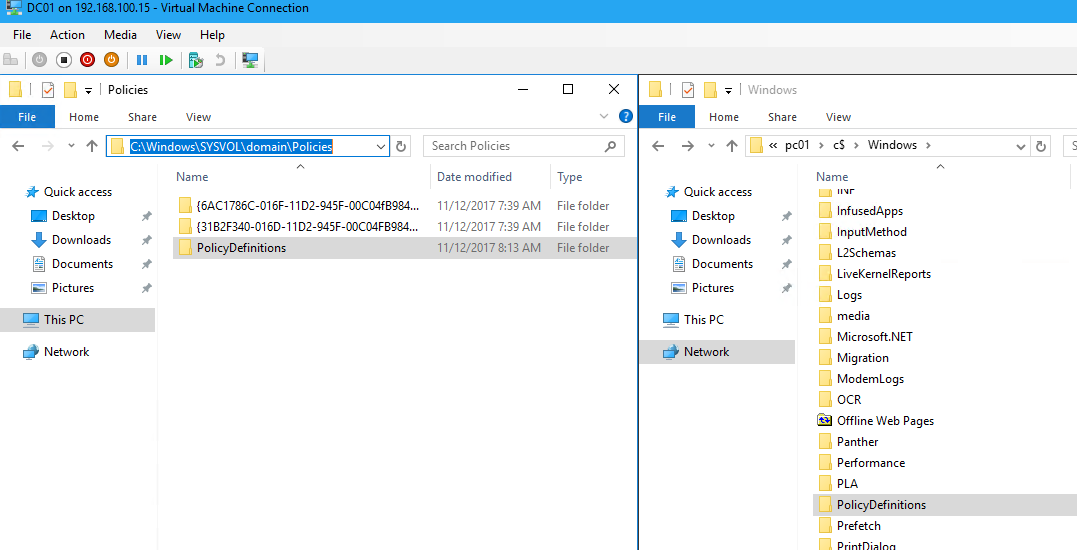 DC01 on 192.168.100.15 - Virtual Machine Connection
File Action Media View Help
Policies
File Home Share View
C:\Windows\SYSVOL\domain\Policies
Search Policies
Quick access
Desktop
Downloads
Documents
Pictures
This PC
Network
Name Date modified Type
{6AC1786C-016F-11D2-945F-00C04fB984... 11/12/2017 7:39 AM File folder
{31B2F340-016D-11D2-945F-00C04FB984... 11/12/2017 7:39 AM File folder
PolicyDefinitions 11/12/2017 8:13 AM File folder
Windows
File Home Share View
« pc01 › c$ › Windows ›
S
Quick access
Desktop
Downloads
Documents
Pictures
This PC
Network
Name
INF
InfusedApps
InputMethod
L2Schemas
LiveKernelReports
Logs
media
Microsoft.NET
Migration
ModemLogs
OCR
Offline Web Pages
Panther
Performance
PLA
PolicyDefinitions
Prefetch
PrintDialog